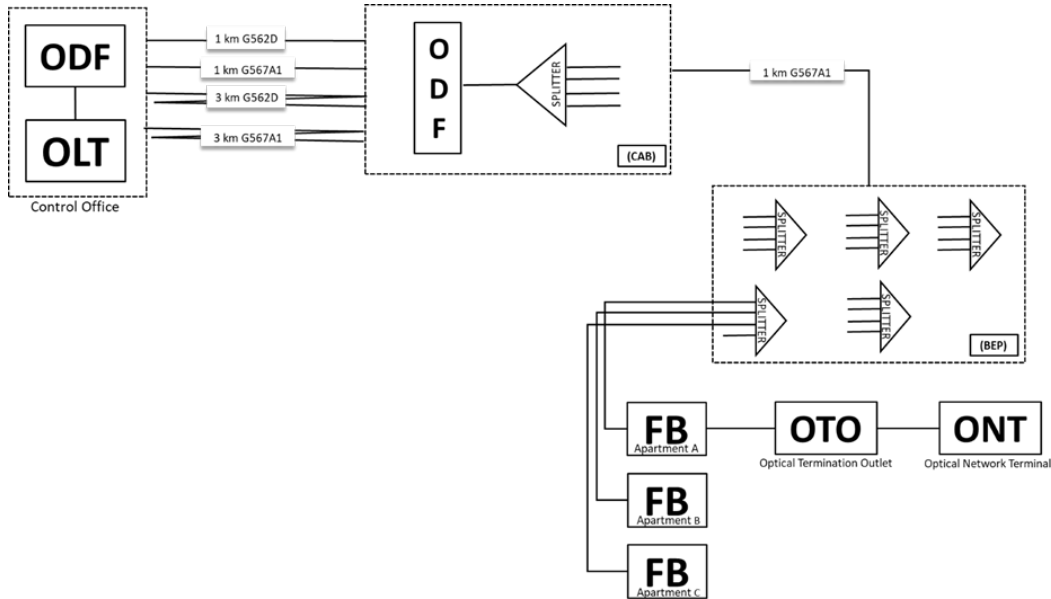 ODF
OLT
Control Office
1 km G562D
1 km G567A1
3 km G562D
3 km G567A1
O
D
F
SPLITTER
(CAB)
1 km G567A1
SPLITTER
SPLITTER
SPLITTER
SPLITTER
SPLITTER
(BEP)
FB
Apartment A
OTO
Optical Termination Outlet
ONT
Optical Network Terminal
FB
Apartment B
FB
Apartment C